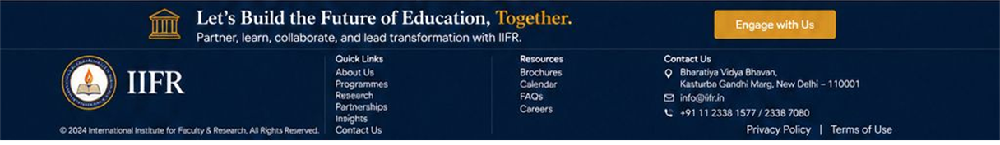 Let's Build the Future of Education, Together.
Partner, learn, collaborate, and lead transformation with IIFR.
Engage with Us
IIFR
© 2024 International Institute for Faculty & Research. All Rights Reserved.
Quick Links
About Us
Programmes
Research
Partnerships
Insights
Contact Us
Resources
Brochures
Calendar
FAQs
Careers
Contact Us
Bharatiya Vidya Bhavan,
Kasturba Gandhi Marg, New Delhi – 110001
info@iifr.in
+91 11 2338 1577 / 2338 7080
Privacy Policy | Terms of Use